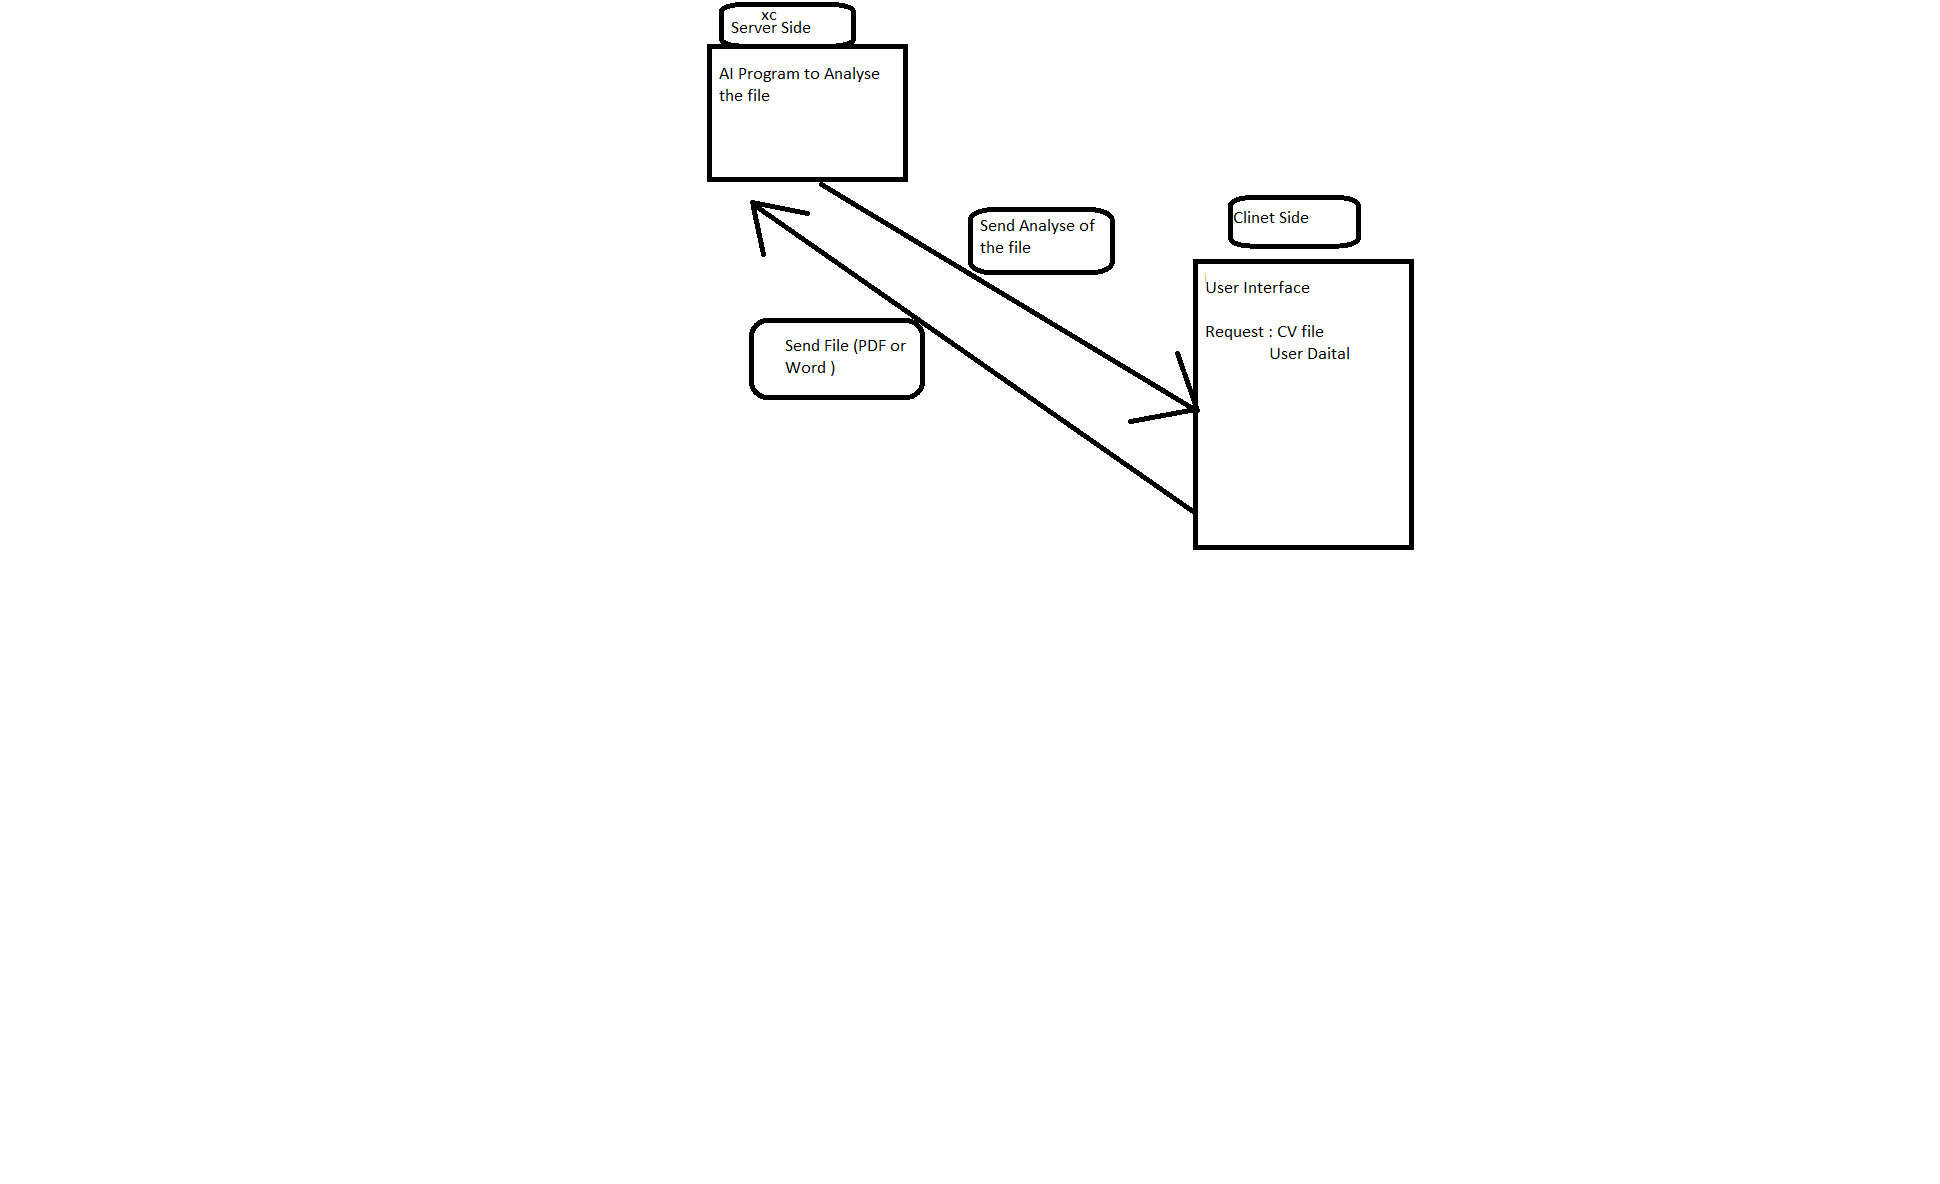 xc
Server Side
AI Program to Analyse
the file
Send Analyse of
the file
Clinet Side
User Interface
Request : CV file
User Daital
Send File (PDF or
Word )